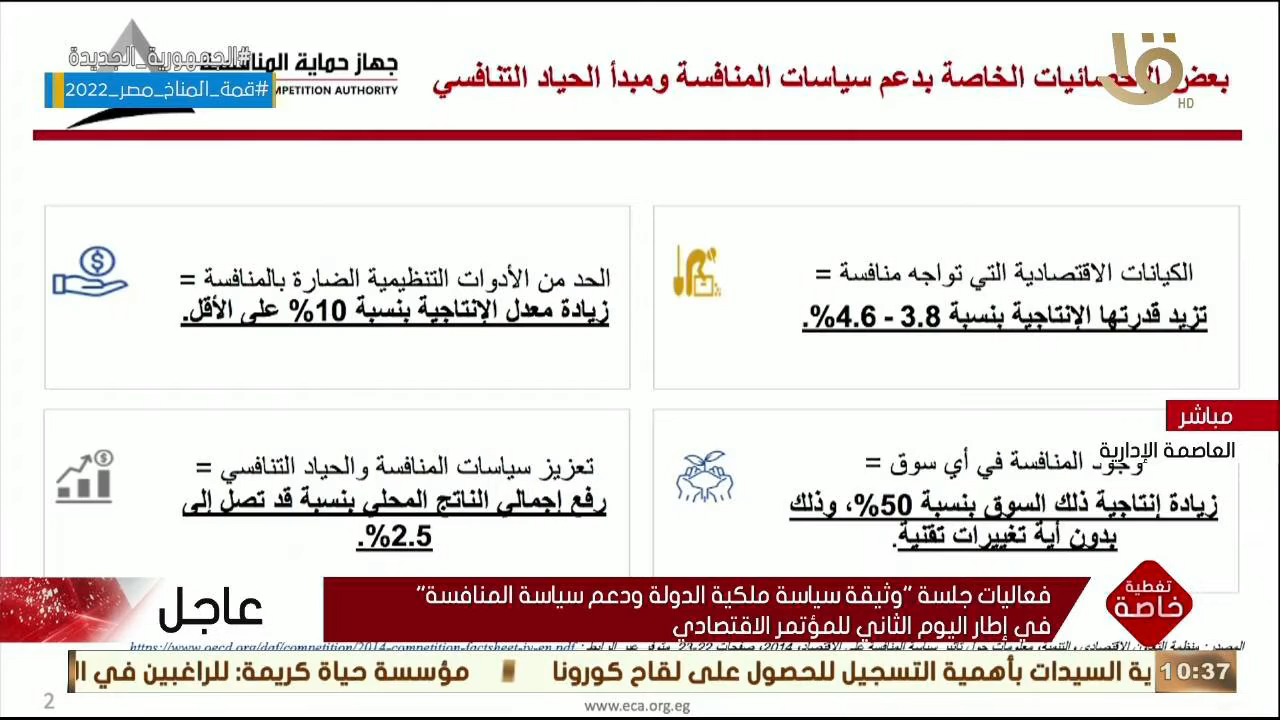 #الجمهورية_الجديدة
#قمة_المناخ_مصر_2022
جهاز حماية
COMPETITION AUTHORITY
HD
بعض الإحصائيات الخاصة بدعم سياسات المنافسة ومبدأ الحياد التنافسي
الكيانات الاقتصادية التي تواجه منافسة =
تزيد قدرتها الإنتاجية بنسبة 3.8 - 4.6%.
الحد من الأدوات التنظيمية الضارة بالمنافسة =
زيادة معدل الإنتاجية بنسبة 10% على الأقل.
مباشر
العاصمة الإدارية
وجود المنافسة في أي سوق =
زيادة إنتاجية ذلك السوق بنسبة 50%، وذلك
بدون أية تغييرات تقنية.
تعزيز سياسات المنافسة والحياد التنافسي =
رفع إجمالي الناتج المحلي بنسبة قد تصل إلى
2.5%.
تغطية
خاصة
فعاليات جلسة "وثيقة سياسة ملكية الدولة ودعم سياسة المنافسة"
في إطار اليوم الثاني للمؤتمر الاقتصادي
عاجل
https://www.oecd.org/daf/competition/2014-competition-factsheet-iv-en.pdf
10:37
السيدات بأهمية التسجيل للحصول على لقاح كورونا
مؤسسة حياة كريمة: للراغبين في
www.eca.org.eg
2